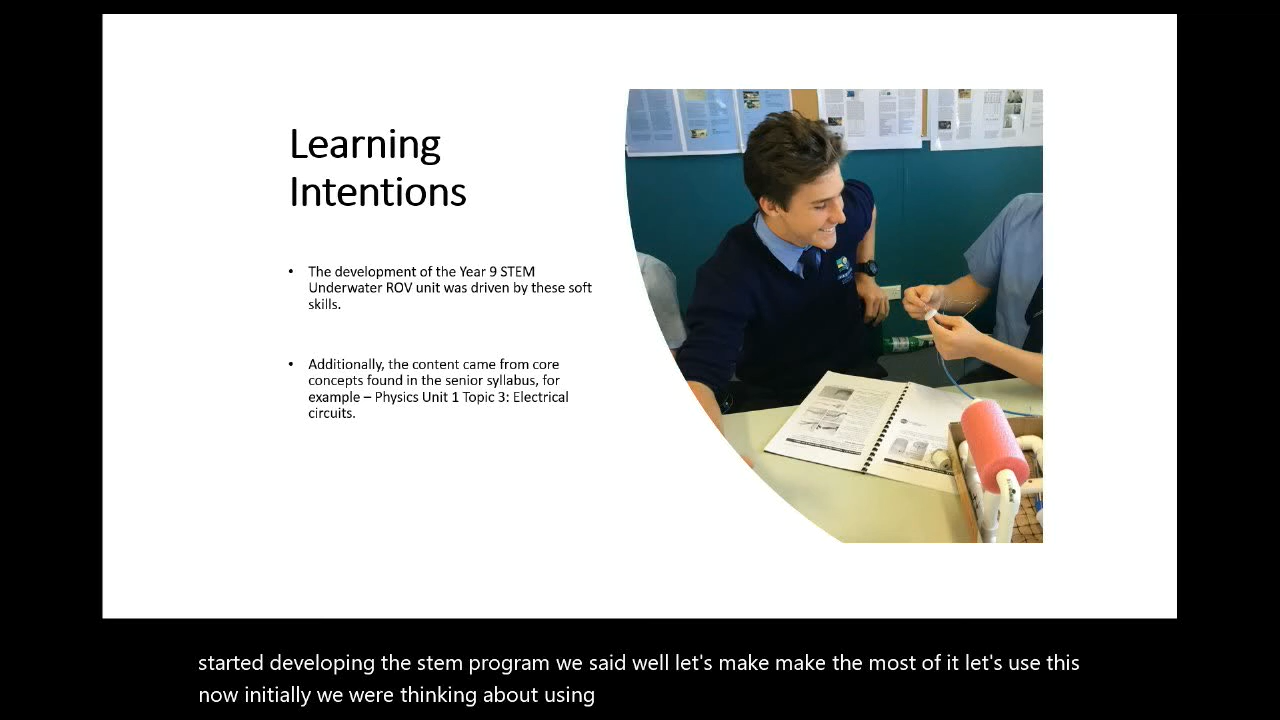 Learning
Intentions
• The development of the Year 9 STEM
Underwater ROV unit was driven by these soft
skills.
• Additionally, the content came from core
concepts found in the senior syllabus, for
example – Physics Unit 1 Topic 3: Electrical
circuits.
started developing the stem program we said well let's make make the most of it let's use this
now initially we were thinking about using